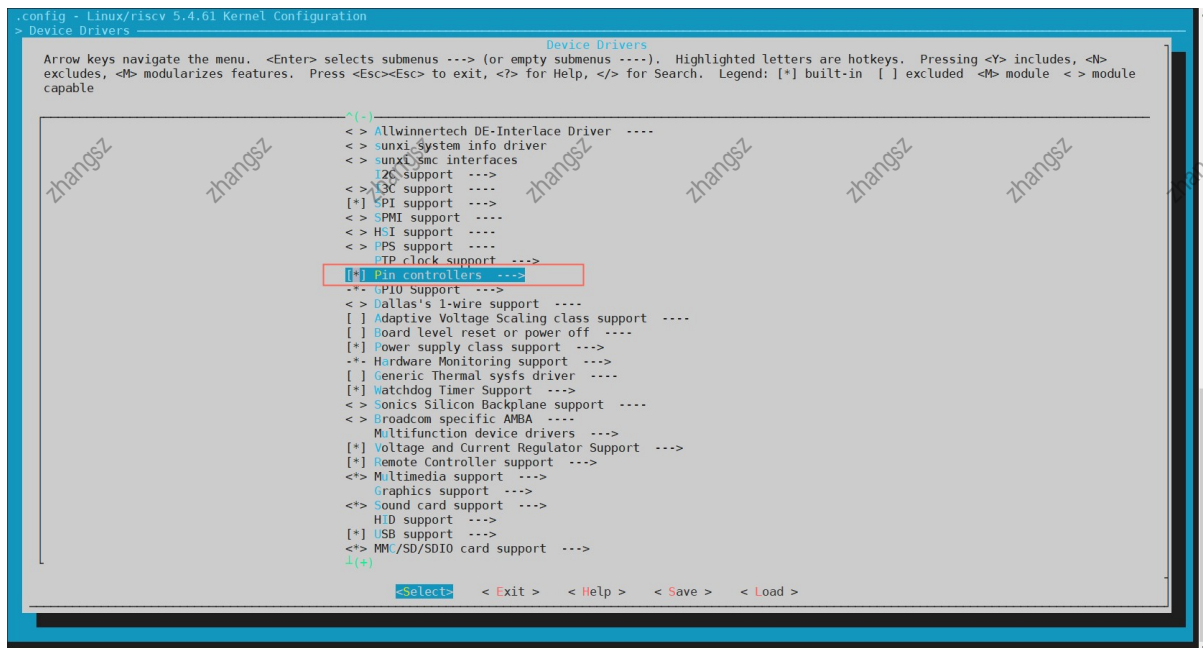 .config - Linux/riscv 5.4.61 Kernel Configuration
> Device Drivers
Device Drivers
Arrow keys navigate the menu.  <Enter> selects submenus ---> (or empty submenus ----).  Highlighted letters are hotkeys.  Pressing <Y> includes, <N>
excludes, <M> modularizes features.  Press <Esc><Esc> to exit, <?> for Help, </> for Search.  Legend: [*] built-in  [ ] excluded  <M> module  < > module
capable
^(-)
< > Allwinnertech DE-Interlace Driver  ----
< > sunxi system info driver
< > sunxi smc interfaces
I2C support  --->
< > I3C support  ----
[*] SPI support  --->
< > SPMI support  ----
< > HSI support  ----
< > PPS support  ----
PTP clock support  --->
[*] Pin controllers  --->
-*- GPIO Support  --->
< > Dallas's 1-wire support  ----
[ ] Adaptive Voltage Scaling class support  ----
[ ] Board level reset or power off  ----
[*] Power supply class support  --->
-*- Hardware Monitoring support  --->
[ ] Generic Thermal sysfs driver  ----
[*] Watchdog Timer Support  --->
< > Sonics Silicon Backplane support  ----
< > Broadcom specific AMBA  ----
Multifunction device drivers  --->
[*] Voltage and Current Regulator Support  --->
[*] Remote Controller support  --->
<*> Multimedia support  --->
Graphics support  --->
<*> Sound card support  --->
HID support  --->
[*] USB support  --->
<*> MMC/SD/SDIO card support  --->
┴(+)
<Select>    < Exit >    < Help >    < Save >    < Load >
zhangsz
zhangsz
zhangsz
zhangsz
zhangsz
zhangsz
zhangsz
zhangsz